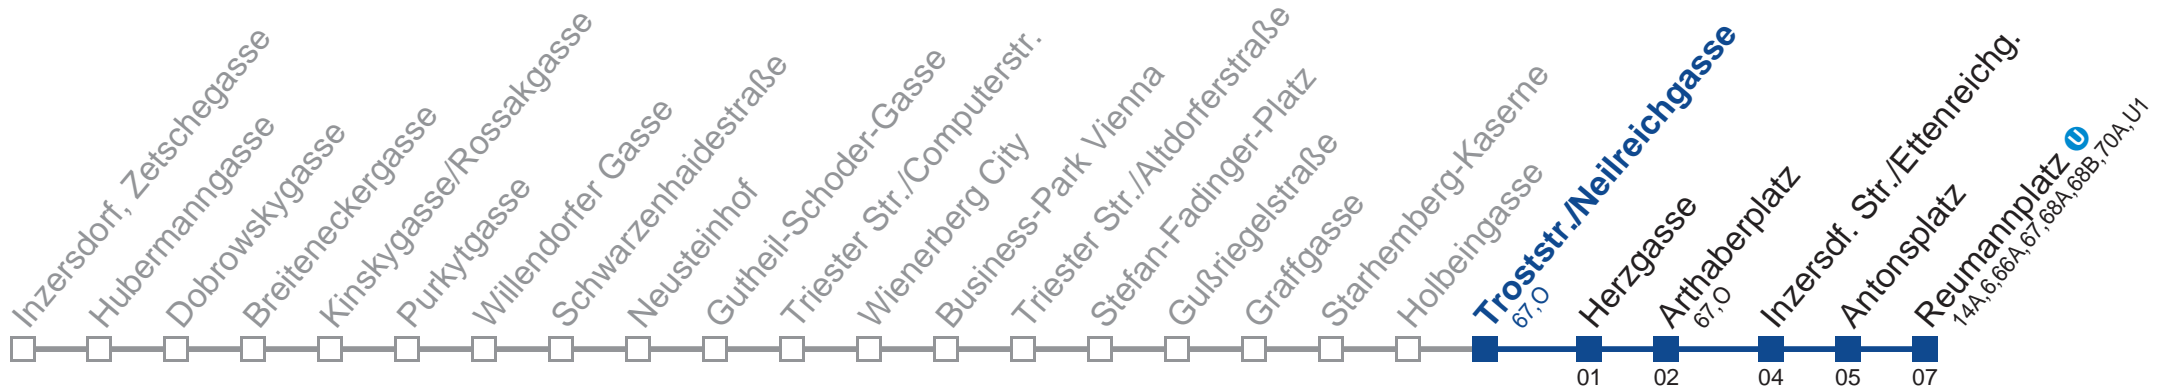 Inzersdorf, Zetschegasse
Hubermanngasse
Dobrowskygasse
Breiteneckergasse
Kinskygasse/Rossakgasse
Purkytgasse
Willendorfer Gasse
Schwarzenhaidestraße
Neusteinhof
Gutheil-Schoder-Gasse
Triester Str./Computerstr.
Wienerberg City
Business-Park Vienna
Triester Str./Altdorferstraße
Stefan-Fadinger-Platz
Gußriegelstraße
Graffgasse
Starhemberg-Kaserne
Holbeingasse
Troststr./Neilreichgasse
67,O
Herzgasse
Arthaberplatz
67,O
Inzersdf. Str./Ettenreichg.
Antonsplatz
Reumannplatz U
14A,6,66A,67,68A,68B,70A,U1
01
02
04
05
07